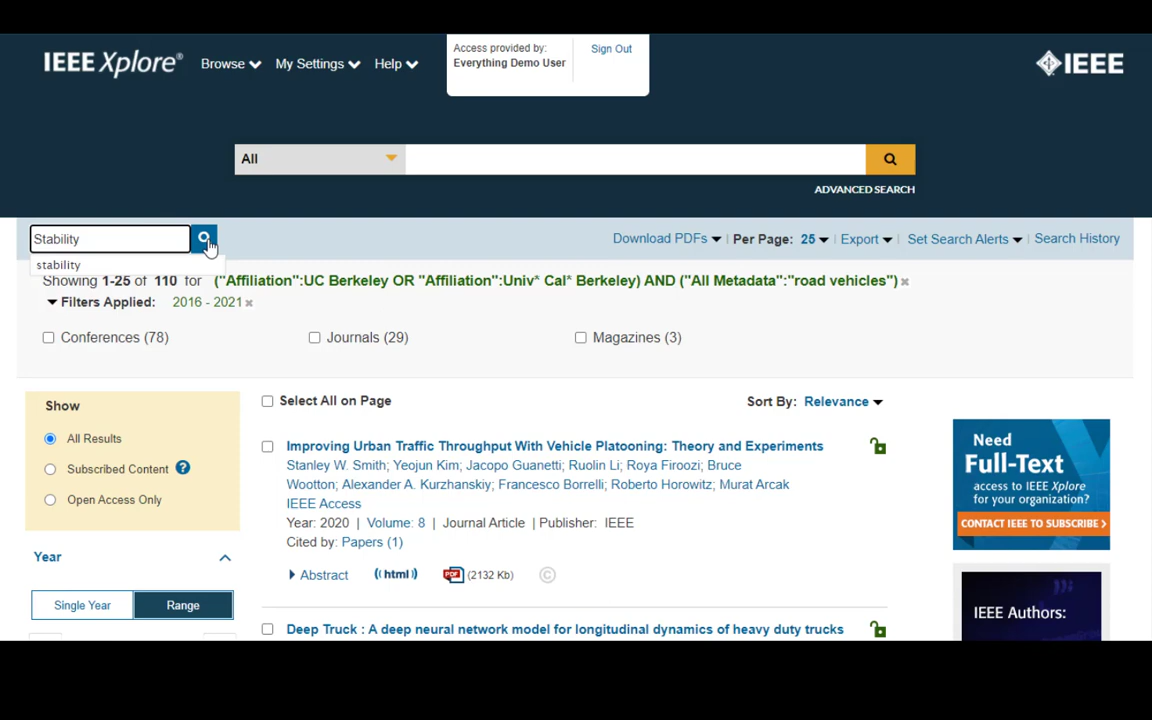 IEEE Xplore® Browse My Settings Help
Access provided by:
Everything Demo User
Sign Out
IEEE
All
ADVANCED SEARCH
Stability
Download PDFs | Per Page: 25 | Export | Set Search Alerts | Search History
stability
Showing 1-25 of 110 for ("Affiliation":UC Berkeley OR "Affiliation":Univ* Cal* Berkeley) AND ("All Metadata":"road vehicles") ×
Filters Applied: 2016 - 2021 ×
Conferences (78) Journals (29) Magazines (3)
Show
All Results
Subscribed Content ?
Open Access Only
Year
Single Year Range
Select All on Page
Sort By: Relevance
Improving Urban Traffic Throughput With Vehicle Platooning: Theory and Experiments
Stanley W. Smith; Yeojun Kim; Jacopo Guanetti; Ruolin Li; Roya Firoozi; Bruce
Wootton; Alexander A. Kurzhanskiy; Francesco Borrelli; Roberto Horowitz; Murat Arcak
IEEE Access
Year: 2020 | Volume: 8 | Journal Article | Publisher: IEEE
Cited by: Papers (1)
Abstract ((html)) PDF (2132 Kb) ©
Deep Truck : A deep neural network model for longitudinal dynamics of heavy duty trucks
Need
Full-Text
access to IEEE Xplore
for your organization?
CONTACT IEEE TO SUBSCRIBE >
IEEE Authors: